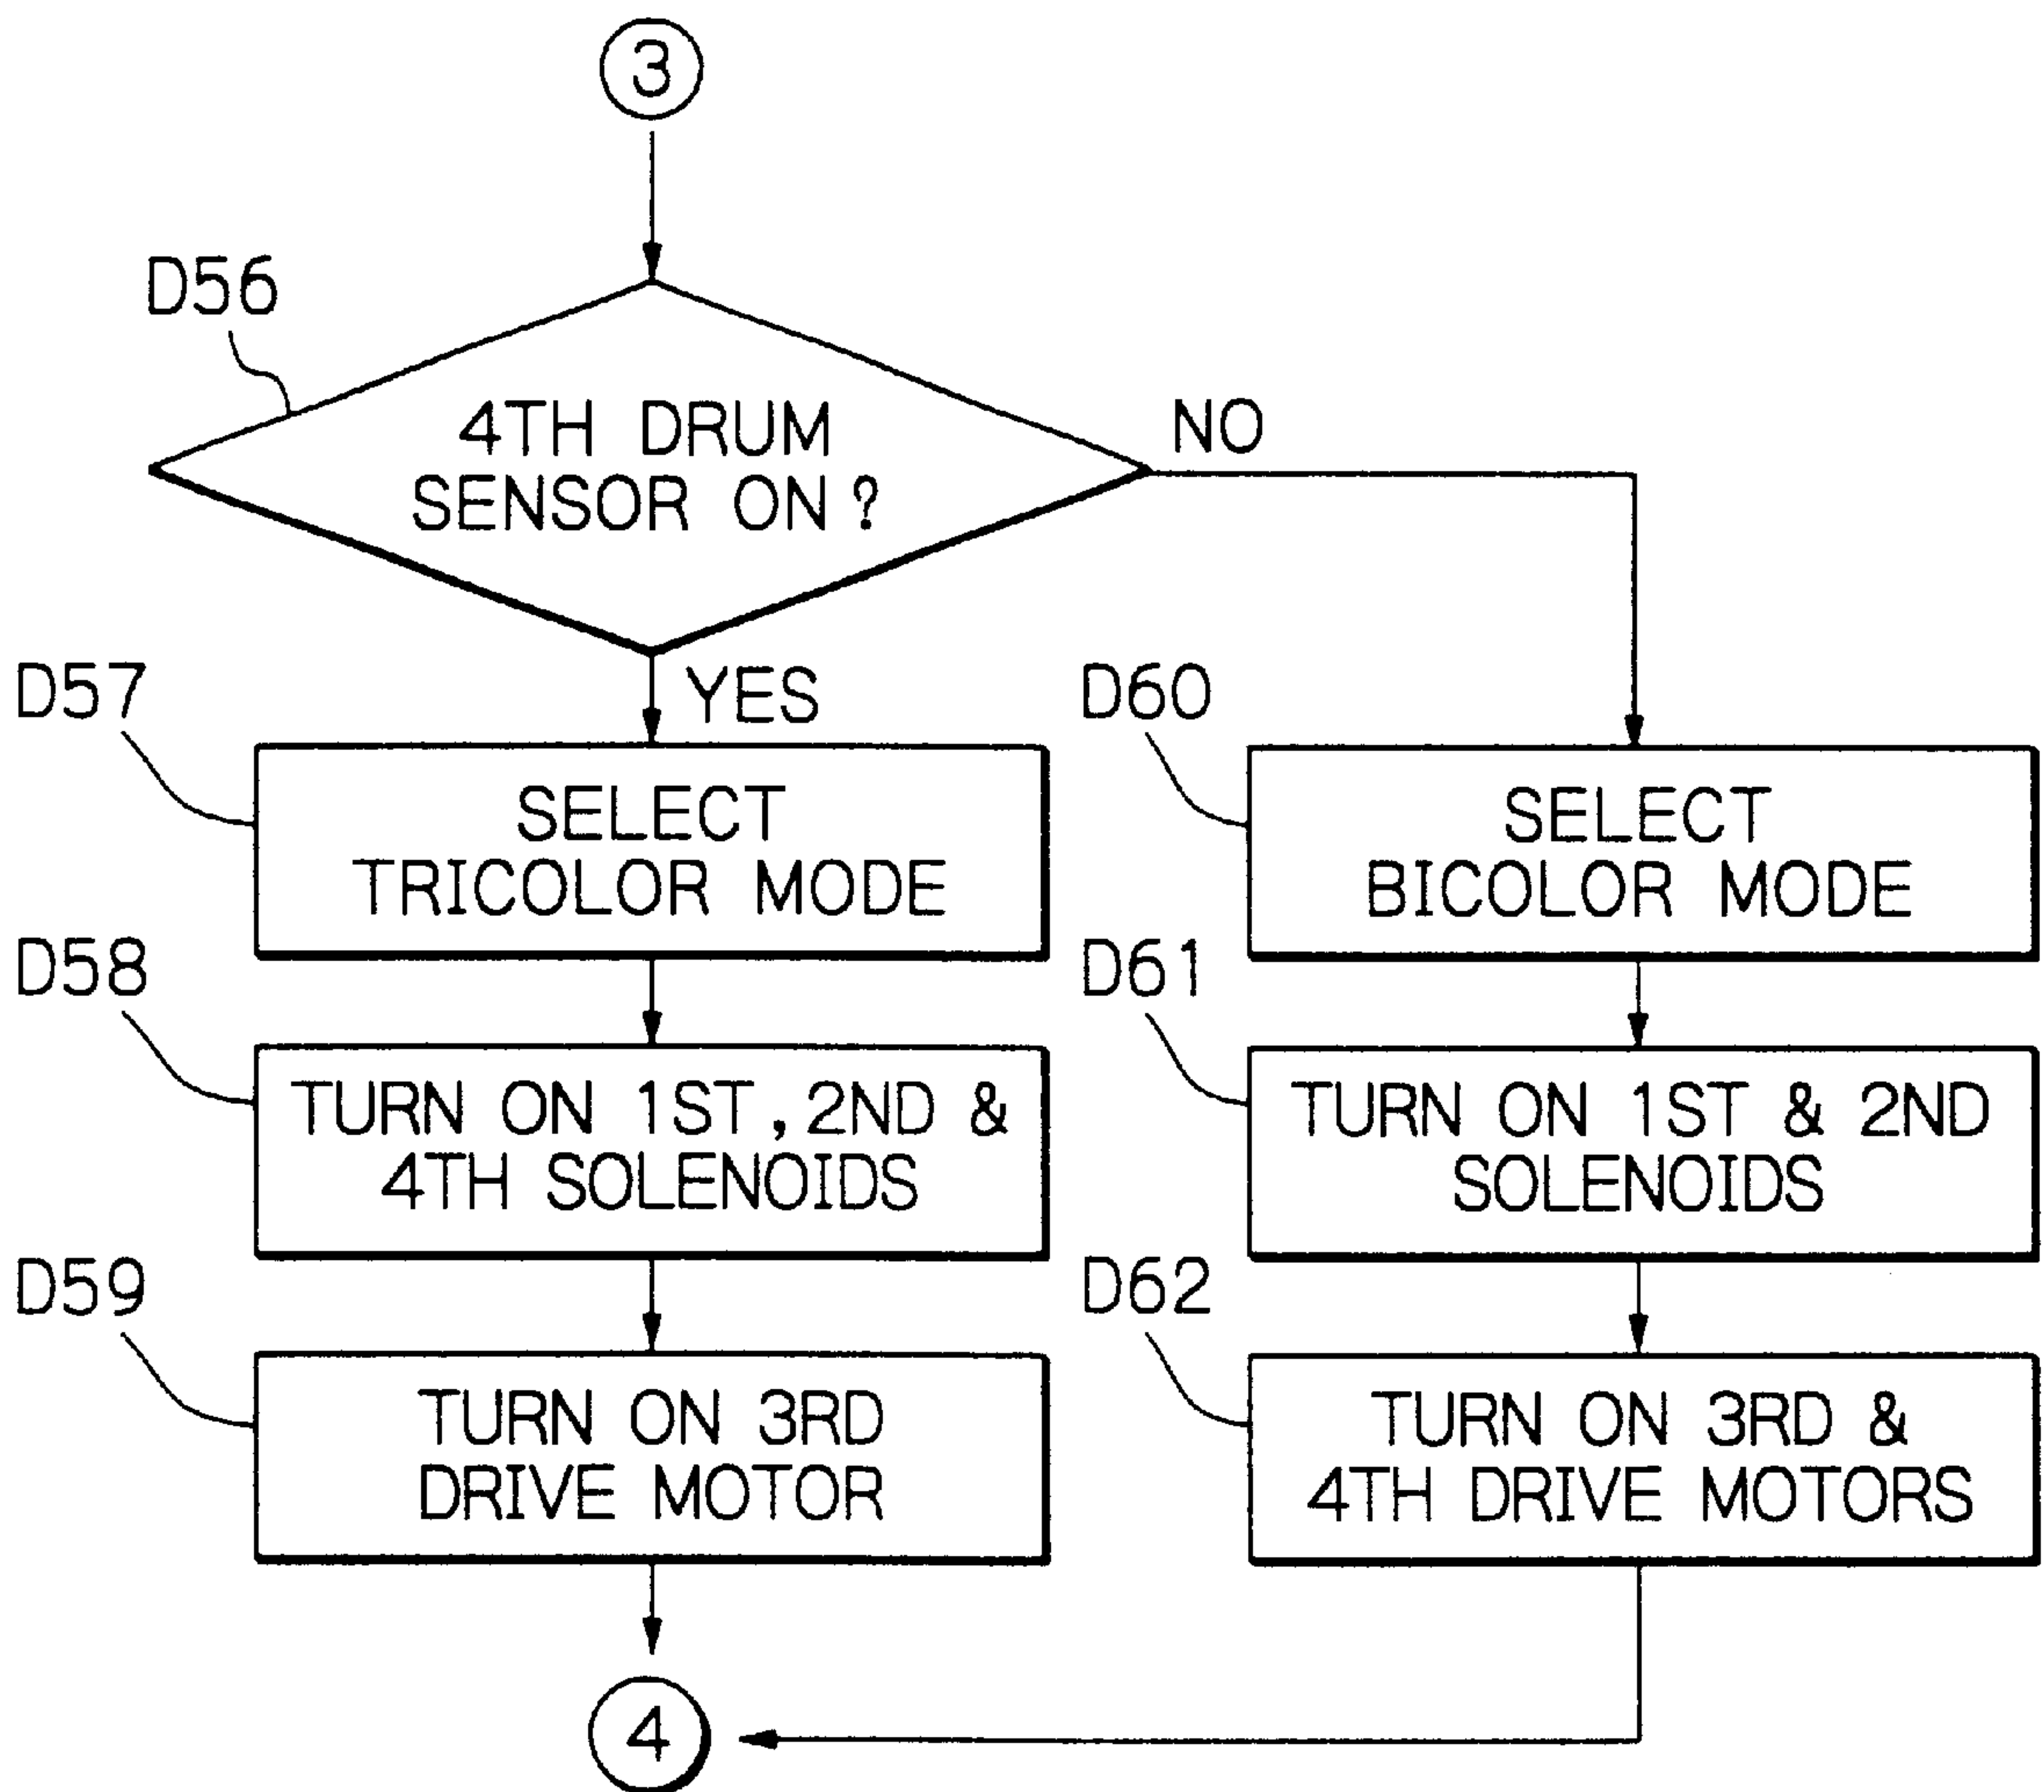 3
D56
4TH DRUM
SENSOR ON?
NO
YES
D57
SELECT
TRICOLOR MODE
D58
TURN ON 1ST, 2ND &
4TH SOLENOIDS
D59
TURN ON 3RD
DRIVE MOTOR
D60
SELECT
BICOLOR MODE
D61
TURN ON 1ST & 2ND
SOLENOIDS
D62
TURN ON 3RD &
4TH DRIVE MOTORS
4